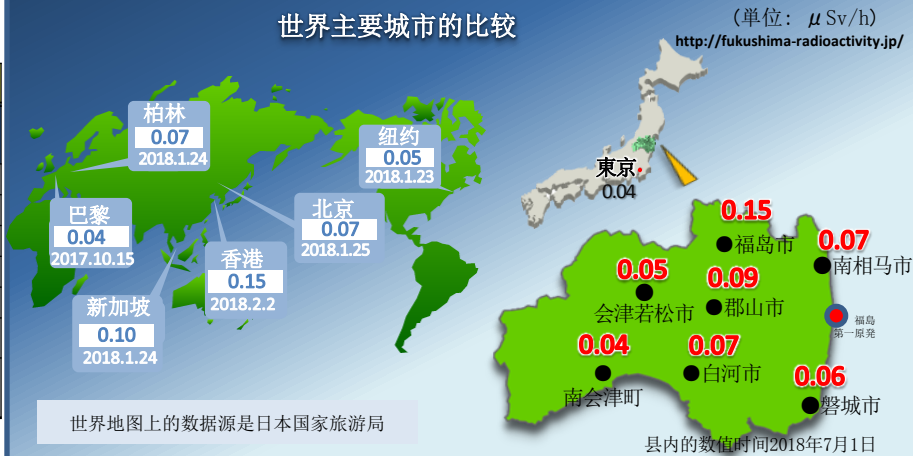 世界主要城市的比较
(单位: μSv/h)
http://fukushima-radioactivity.jp/
柏林
0.07
2018.1.24
纽约
0.05
2018.1.23
巴黎
0.04
2017.10.15
北京
0.07
2018.1.25
香港
0.15
2018.2.2
新加坡
0.10
2018.1.24
東京
0.04
0.15
福岛市
0.07
南相马市
0.05
会津若松市
0.09
郡山市
福島
第一原発
0.04
南会津町
0.07
白河市
0.06
磐城市
世界地图上的数据源是日本国家旅游局
县内的数值时间2018年7月1日